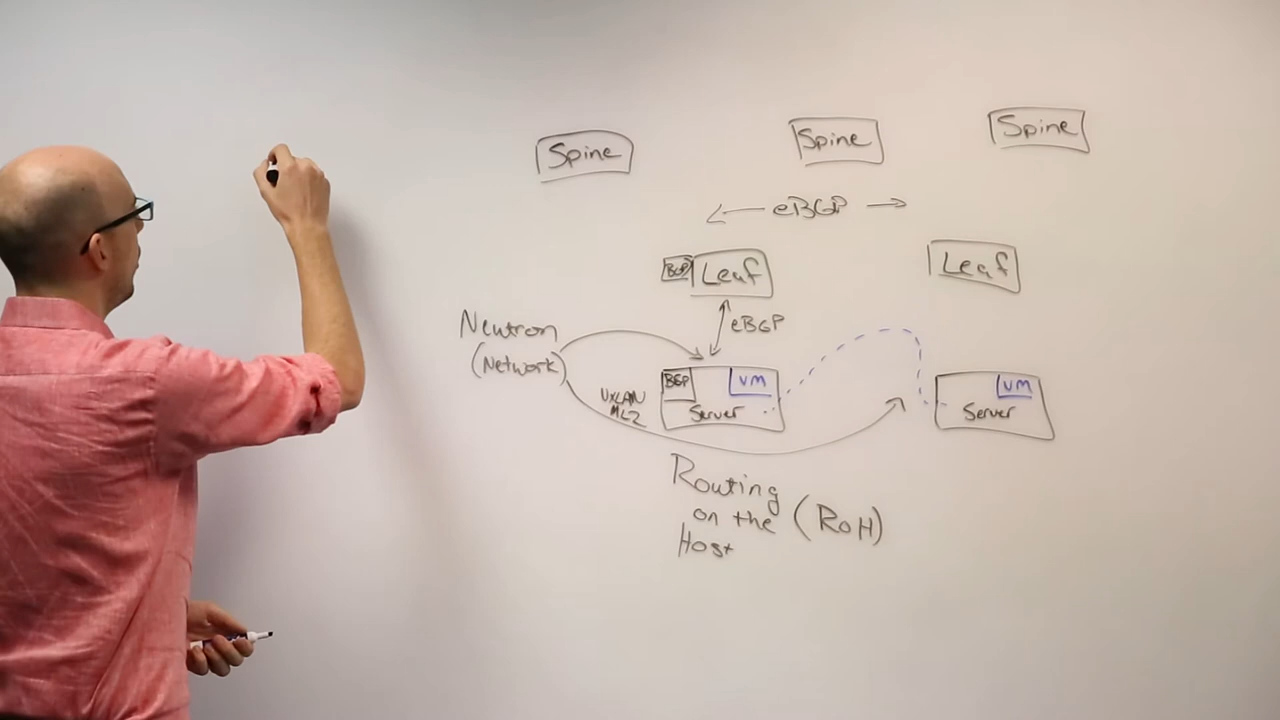 Spine
Spine
Spine
eBGP
BGP
Leaf
Leaf
eBGP
Neutron
(Network)
VXLAN
ML2
BGP
VM
Server
VM
Server
Routing
on the
Host
(RoH)